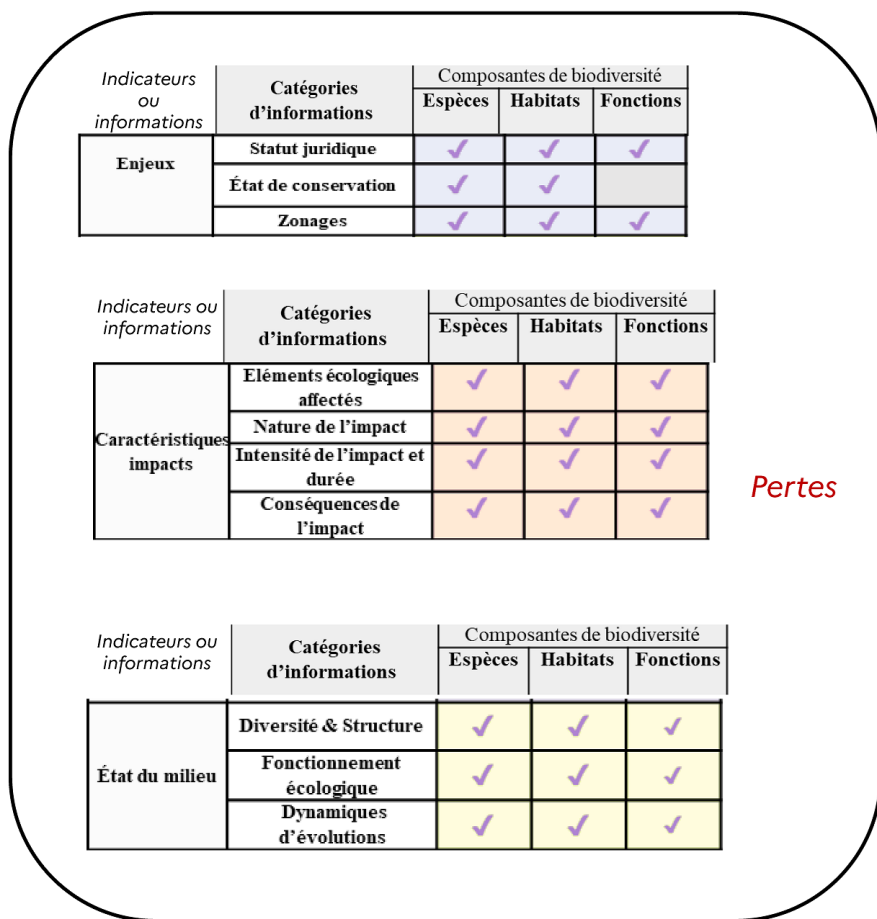 Indicateurs
ou
informations
Catégories
d'informations
Composantes de biodiversité
Espèces Habitats Fonctions
Enjeux
Statut juridique ✓ ✓ ✓
État de conservation ✓ ✓
Zonages ✓ ✓ ✓
Indicateurs ou
informations
Catégories
d'informations
Composantes de biodiversité
Espèces Habitats Fonctions
Caractéristiques
impacts
Eléments écologiques
affectés ✓ ✓ ✓
Nature de l'impact ✓ ✓ ✓
Intensité de l'impact et
durée ✓ ✓ ✓
Conséquences de
l'impact ✓ ✓ ✓
Pertes
Indicateurs ou
informations
Catégories
d'informations
Composantes de biodiversité
Espèces Habitats Fonctions
État du milieu
Diversité & Structure ✓ ✓ ✓
Fonctionnement
écologique ✓ ✓ ✓
Dynamiques
d'évolutions ✓ ✓ ✓